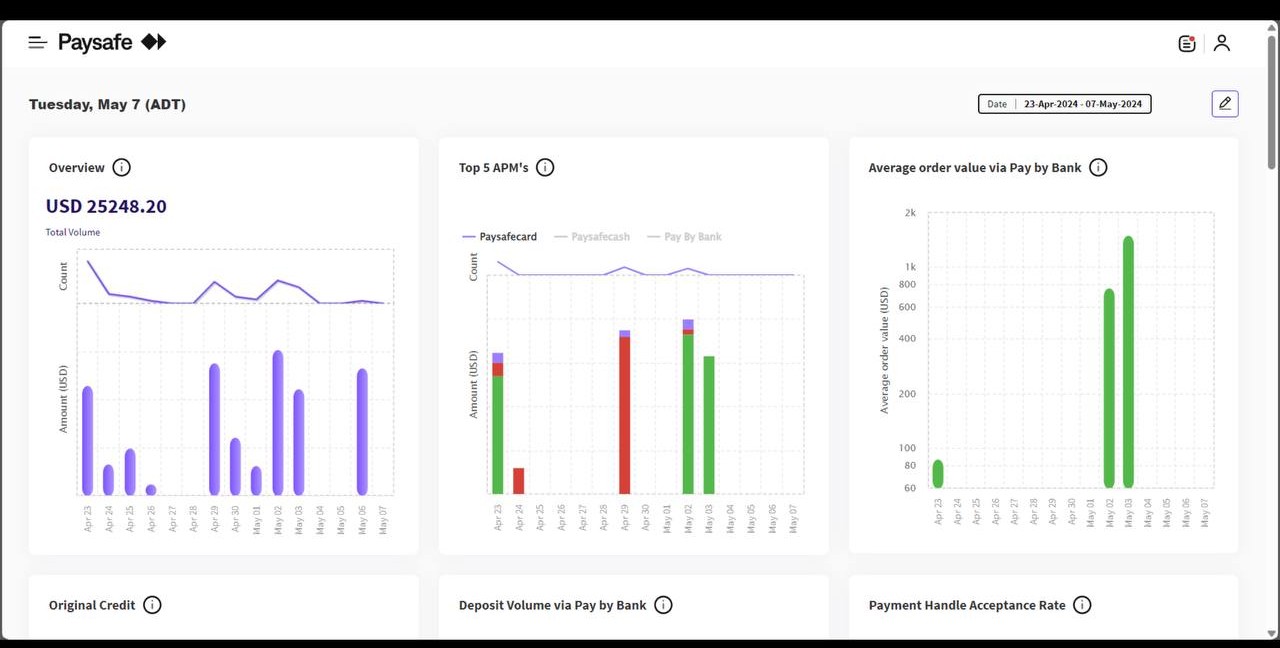 Paysafe
Tuesday, May 7 (ADT)
Date | 23-Apr-2024 - 07-May-2024
Overview
USD 25248.20
Total Volume
Count
Amount (USD)
Apr 23 Apr 24 Apr 25 Apr 26 Apr 27 Apr 28 Apr 29 Apr 30 May 01 May 02 May 03 May 04 May 05 May 06 May 07
Top 5 APM's
Paysafecard Paysafecash Pay By Bank
Count
Amount (USD)
Apr 23 Apr 24 Apr 25 Apr 26 Apr 27 Apr 28 Apr 29 Apr 30 May 01 May 02 May 03 May 04 May 05 May 06 May 07
Average order value via Pay by Bank
2k
1k
800
600
400
200
100
80
60
Average order value (USD)
Apr 23 Apr 24 Apr 25 Apr 26 Apr 27 Apr 28 Apr 29 Apr 30 May 01 May 02 May 03 May 04 May 05 May 06 May 07
Original Credit
Deposit Volume via Pay by Bank
Payment Handle Acceptance Rate